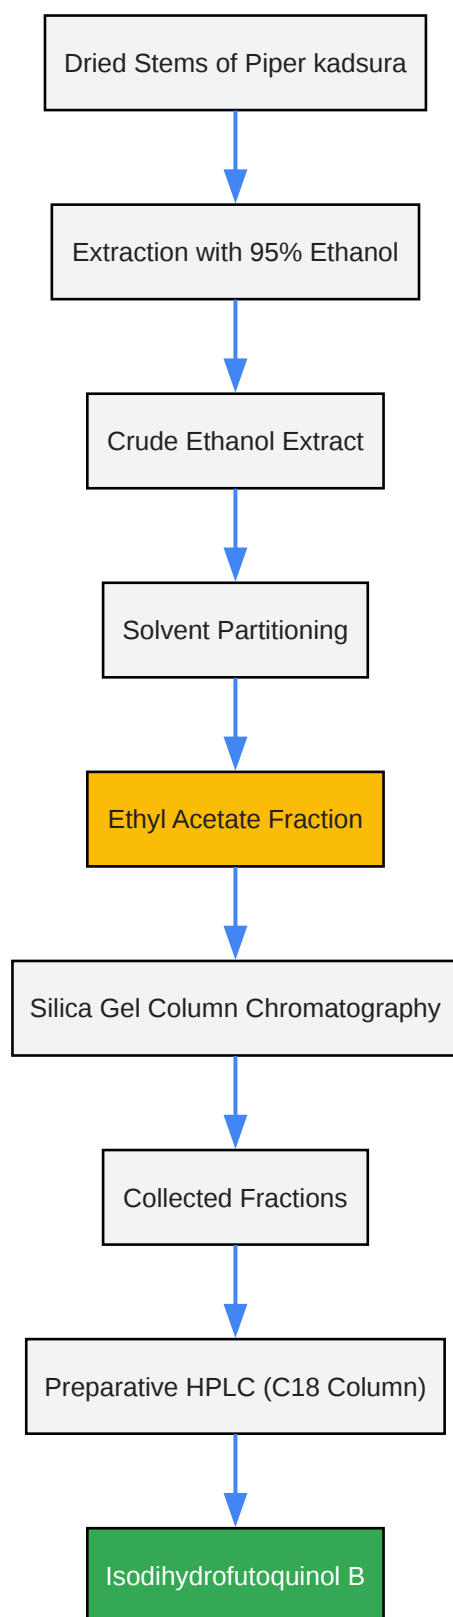 Dried Stems of Piper kadsura
Extraction with 95% Ethanol
Crude Ethanol Extract
Solvent Partitioning
Ethyl Acetate Fraction
Silica Gel Column Chromatography
Collected Fractions
Preparative HPLC (C18 Column)
Isodihydrofutoquinol B